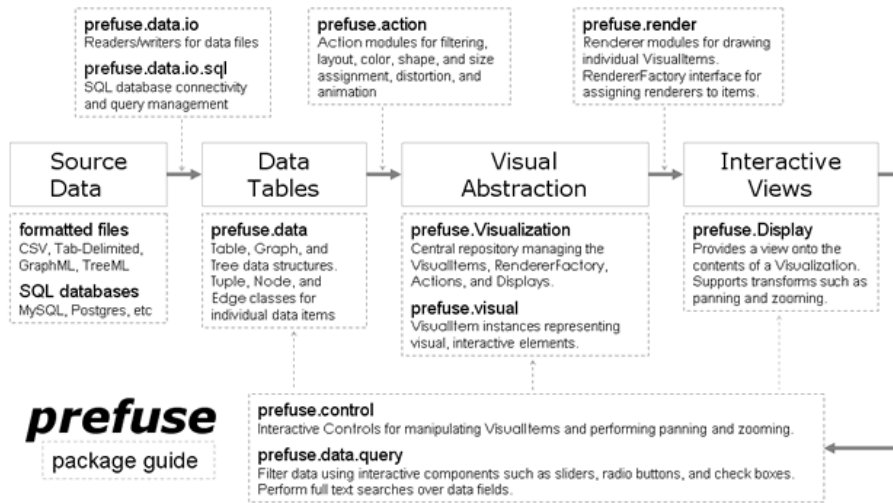 prefuse.data.io
Readers/writers for data files
prefuse.data.io.sql
SQL database connectivity
and query management
prefuse.action
Action modules for filtering,
layout, color, shape, and size
assignment, distortion, and
animation
prefuse.render
Renderer modules for drawing
individual VisualItems.
RendererFactory interface for
assigning renderers to items.
Source
Data
Data
Tables
Visual
Abstraction
Interactive
Views
formatted files
CSV, Tab-Delimited,
GraphML, TreeML
SQL databases
MySQL, Postgres, etc
prefuse.data
Table, Graph, and
Tree data structures.
Tuple, Node, and
Edge classes for
individual data items
prefuse.Visualization
Central repository managing the
VisualItems, RendererFactory,
Actions, and Displays.
prefuse.visual
VisualItem instances representing
visual, interactive elements.
prefuse.Display
Provides a view onto the
contents of a Visualization.
Supports transforms such as
panning and zooming.
prefuse
package guide
prefuse.control
Interactive Controls for manipulating VisualItems and performing panning and zooming.
prefuse.data.query
Filter data using interactive components such as sliders, radio buttons, and check boxes.
Perform full text searches over data fields.